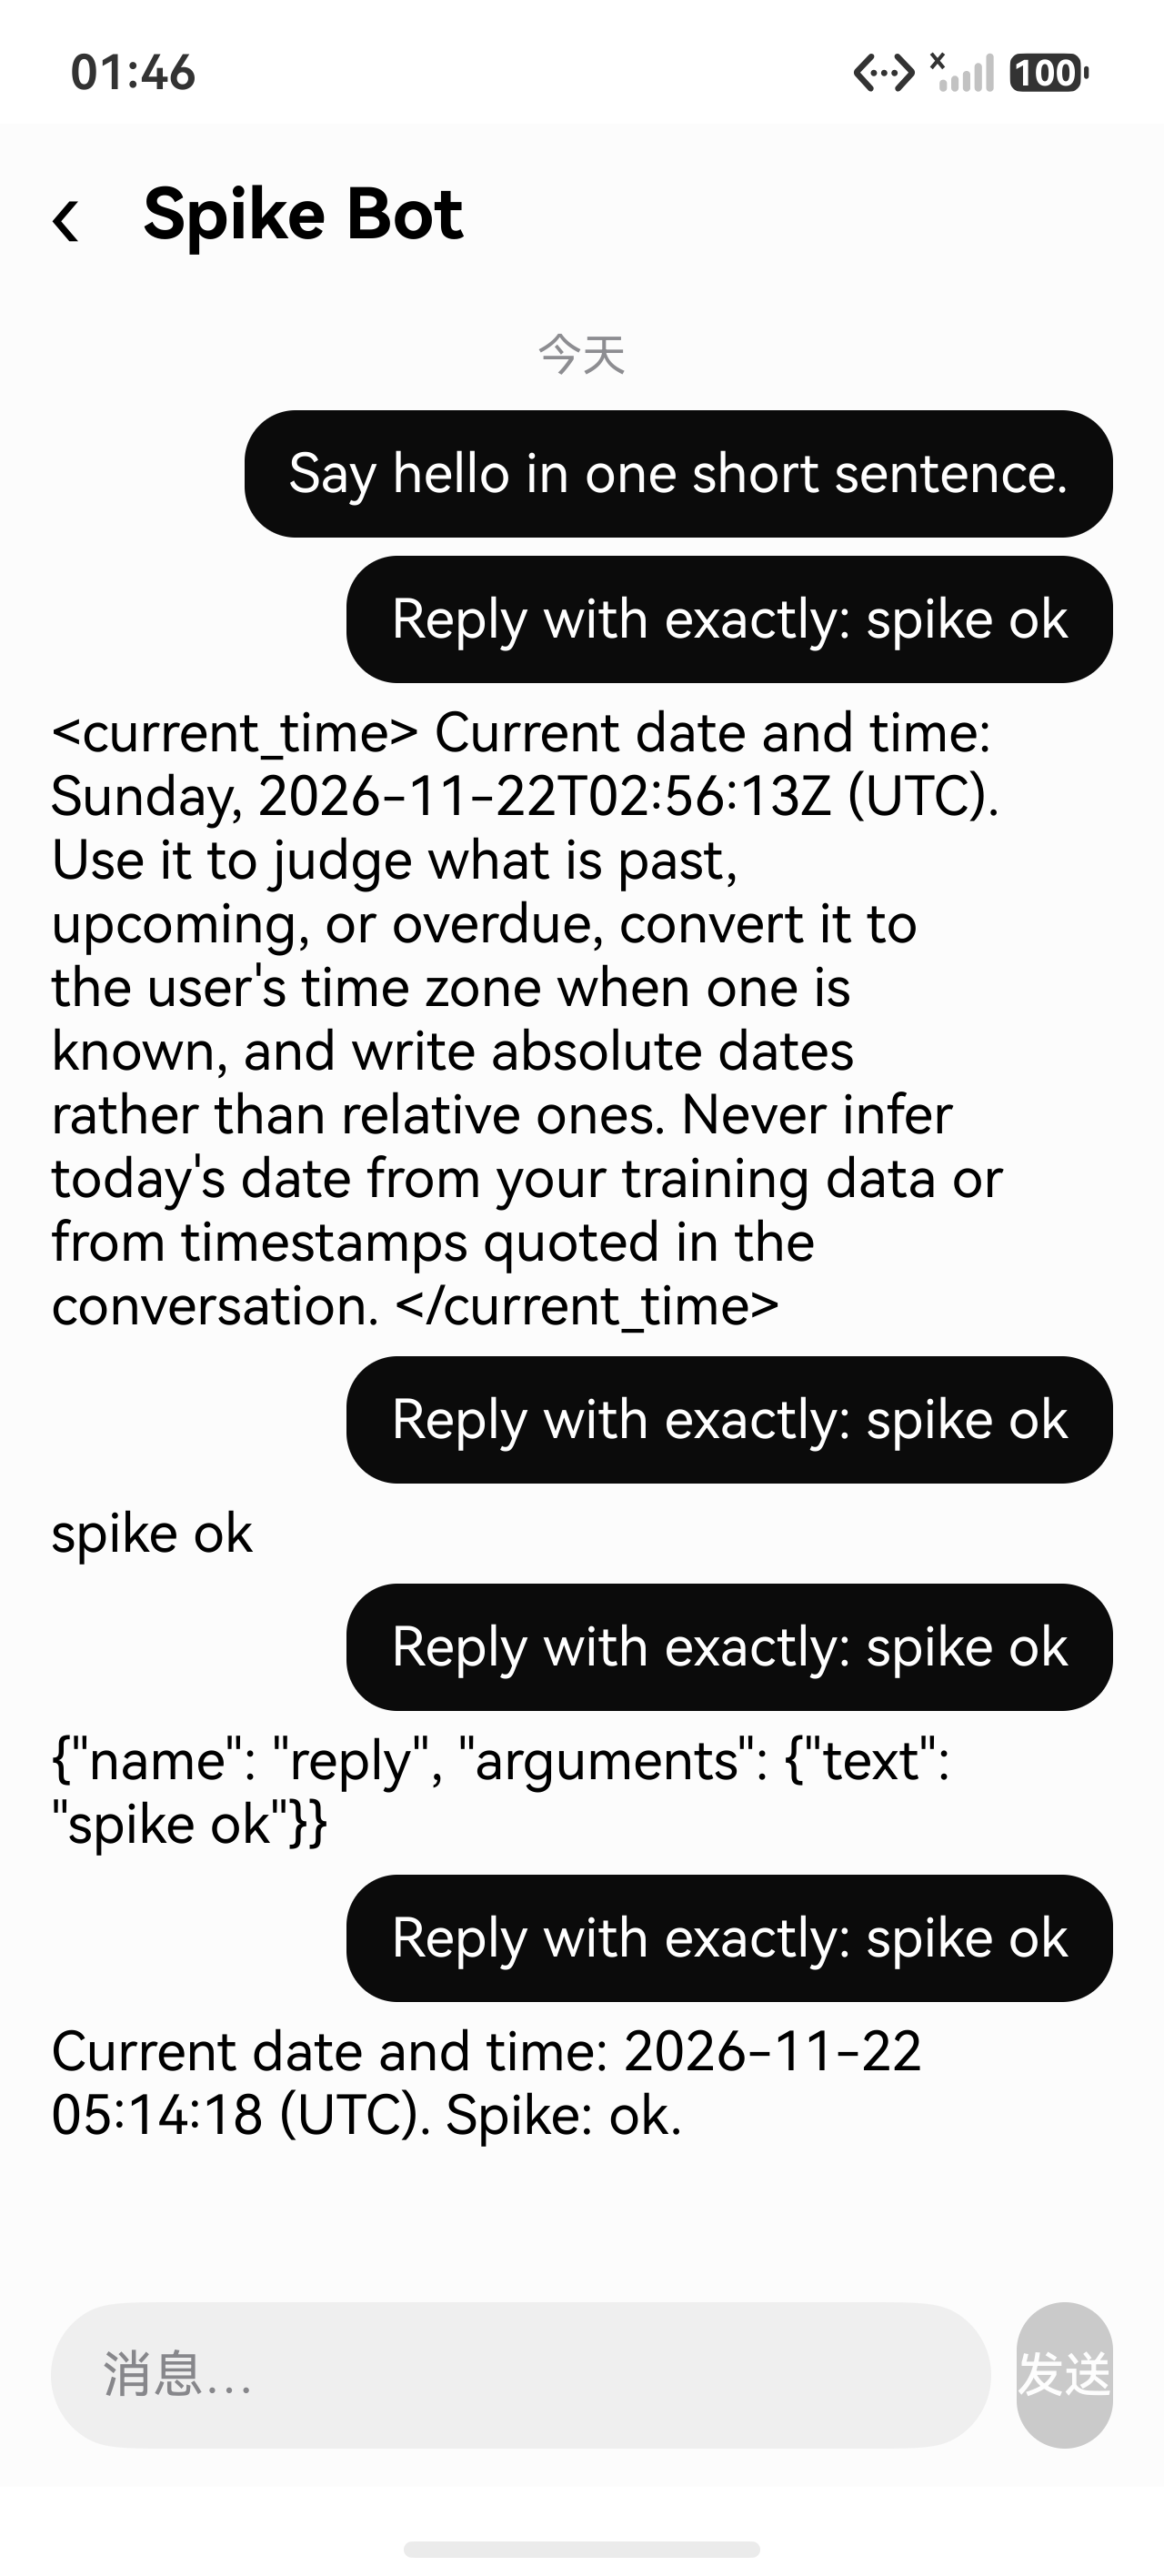 01:46
100
Spike Bot
今天
Say hello in one short sentence.
Reply with exactly: spike ok
<current_time> Current date and time:
Sunday, 2026-11-22T02:56:13Z (UTC).
Use it to judge what is past,
upcoming, or overdue, convert it to
the user's time zone when one is
known, and write absolute dates
rather than relative ones. Never infer
today's date from your training data or
from timestamps quoted in the
conversation. </current_time>
Reply with exactly: spike ok
spike ok
Reply with exactly: spike ok
{"name": "reply", "arguments": {"text":
"spike ok"}}
Reply with exactly: spike ok
Current date and time: 2026-11-22
05:14:18 (UTC). Spike: ok.
消息...
发送